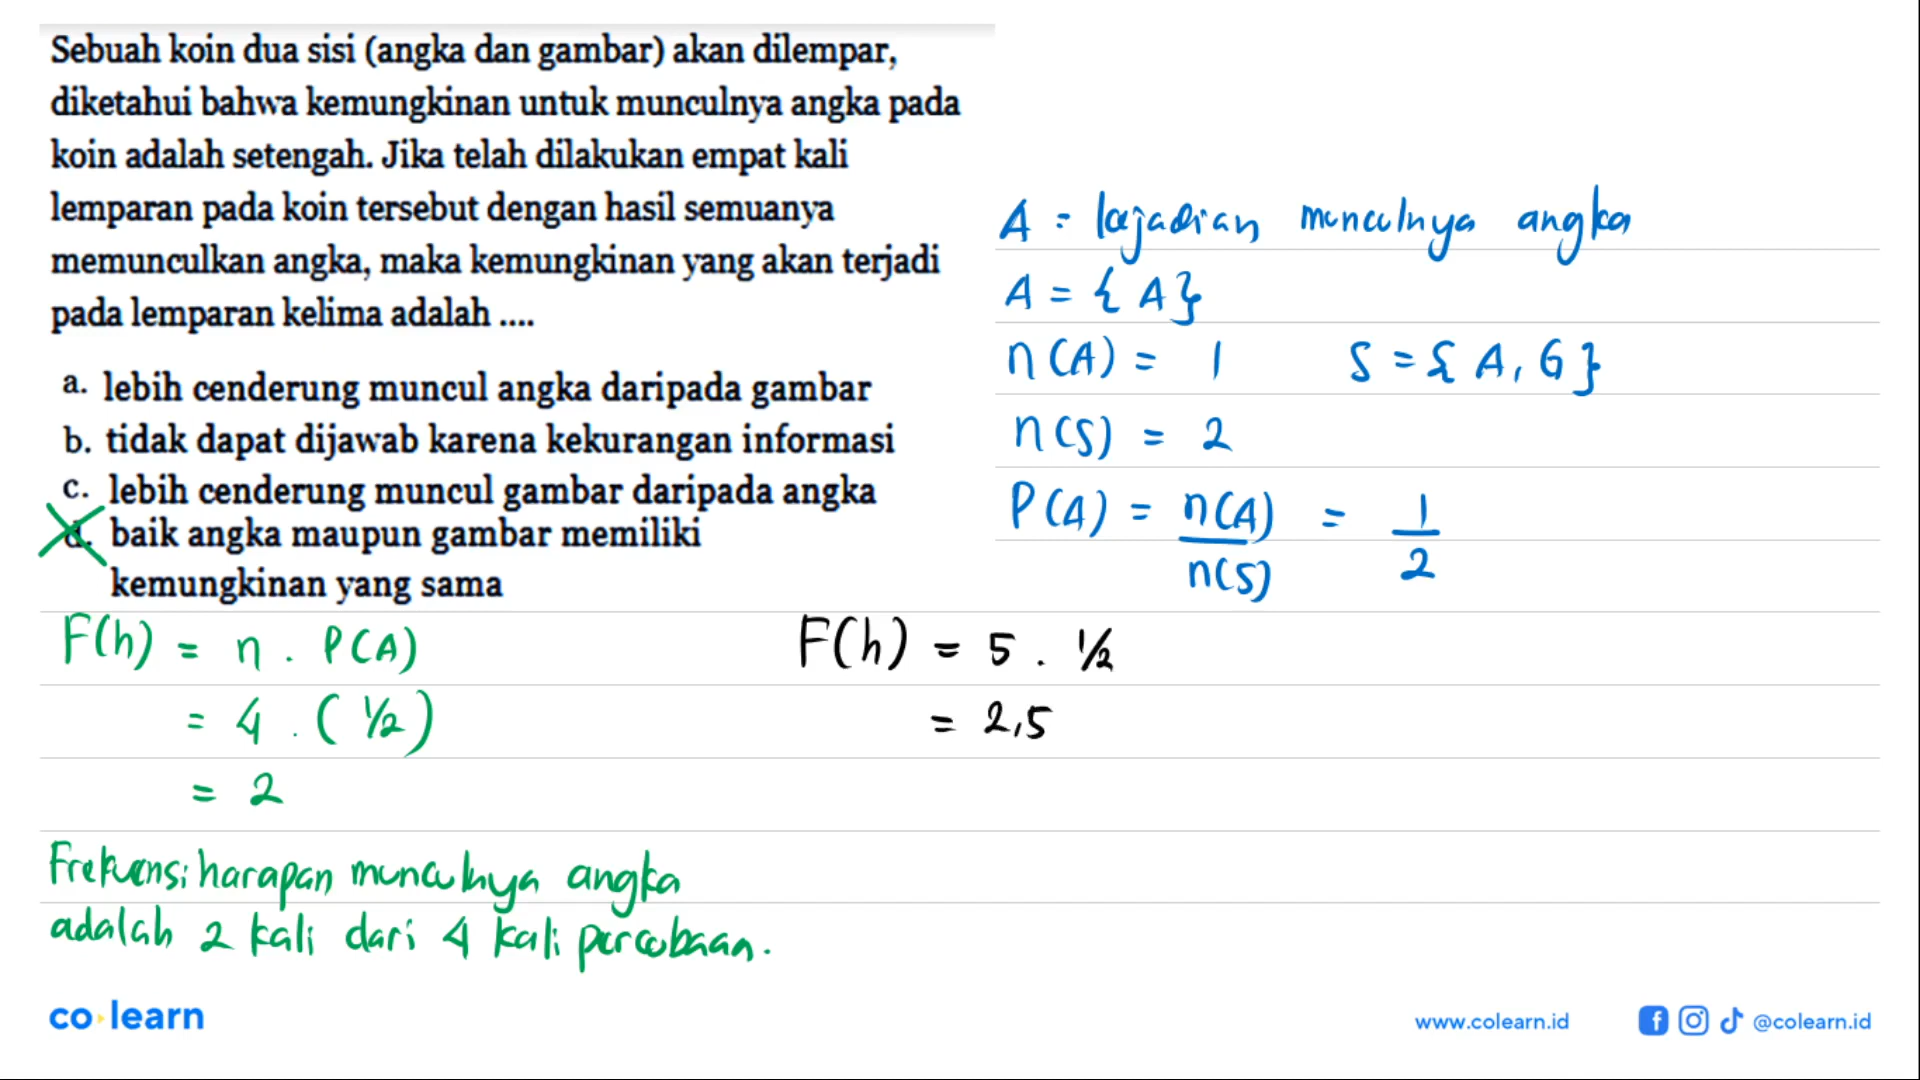 Sebuah koin dua sisi (angka dan gambar) akan dilempar,
diketahui bahwa kemungkinan untuk munculnya angka pada
koin adalah setengah. Jika telah dilakukan empat kali
lemparan pada koin tersebut dengan hasil semuanya
memunculkan angka, maka kemungkinan yang akan terjadi
pada lemparan kelima adalah ....
a. lebih cenderung muncul angka daripada gambar
b. tidak dapat dijawab karena kekurangan informasi
c. lebih cenderung muncul gambar daripada angka
d. baik angka maupun gambar memiliki
kemungkinan yang sama
A = kejadian munculnya angka
A = { A }
n(A) = 1 S = { A, G }
n(S) = 2
P(A) = n(A)/n(S) = 1/2
F(h) = n . P(A)
= 4 . ( 1/2 )
= 2
Frekuensi harapan munculnya angka
adalah 2 kali dari 4 kali percobaan.
F(h) = 5 . 1/2
= 2,5
co learn
www.colearn.id
@colearn.id